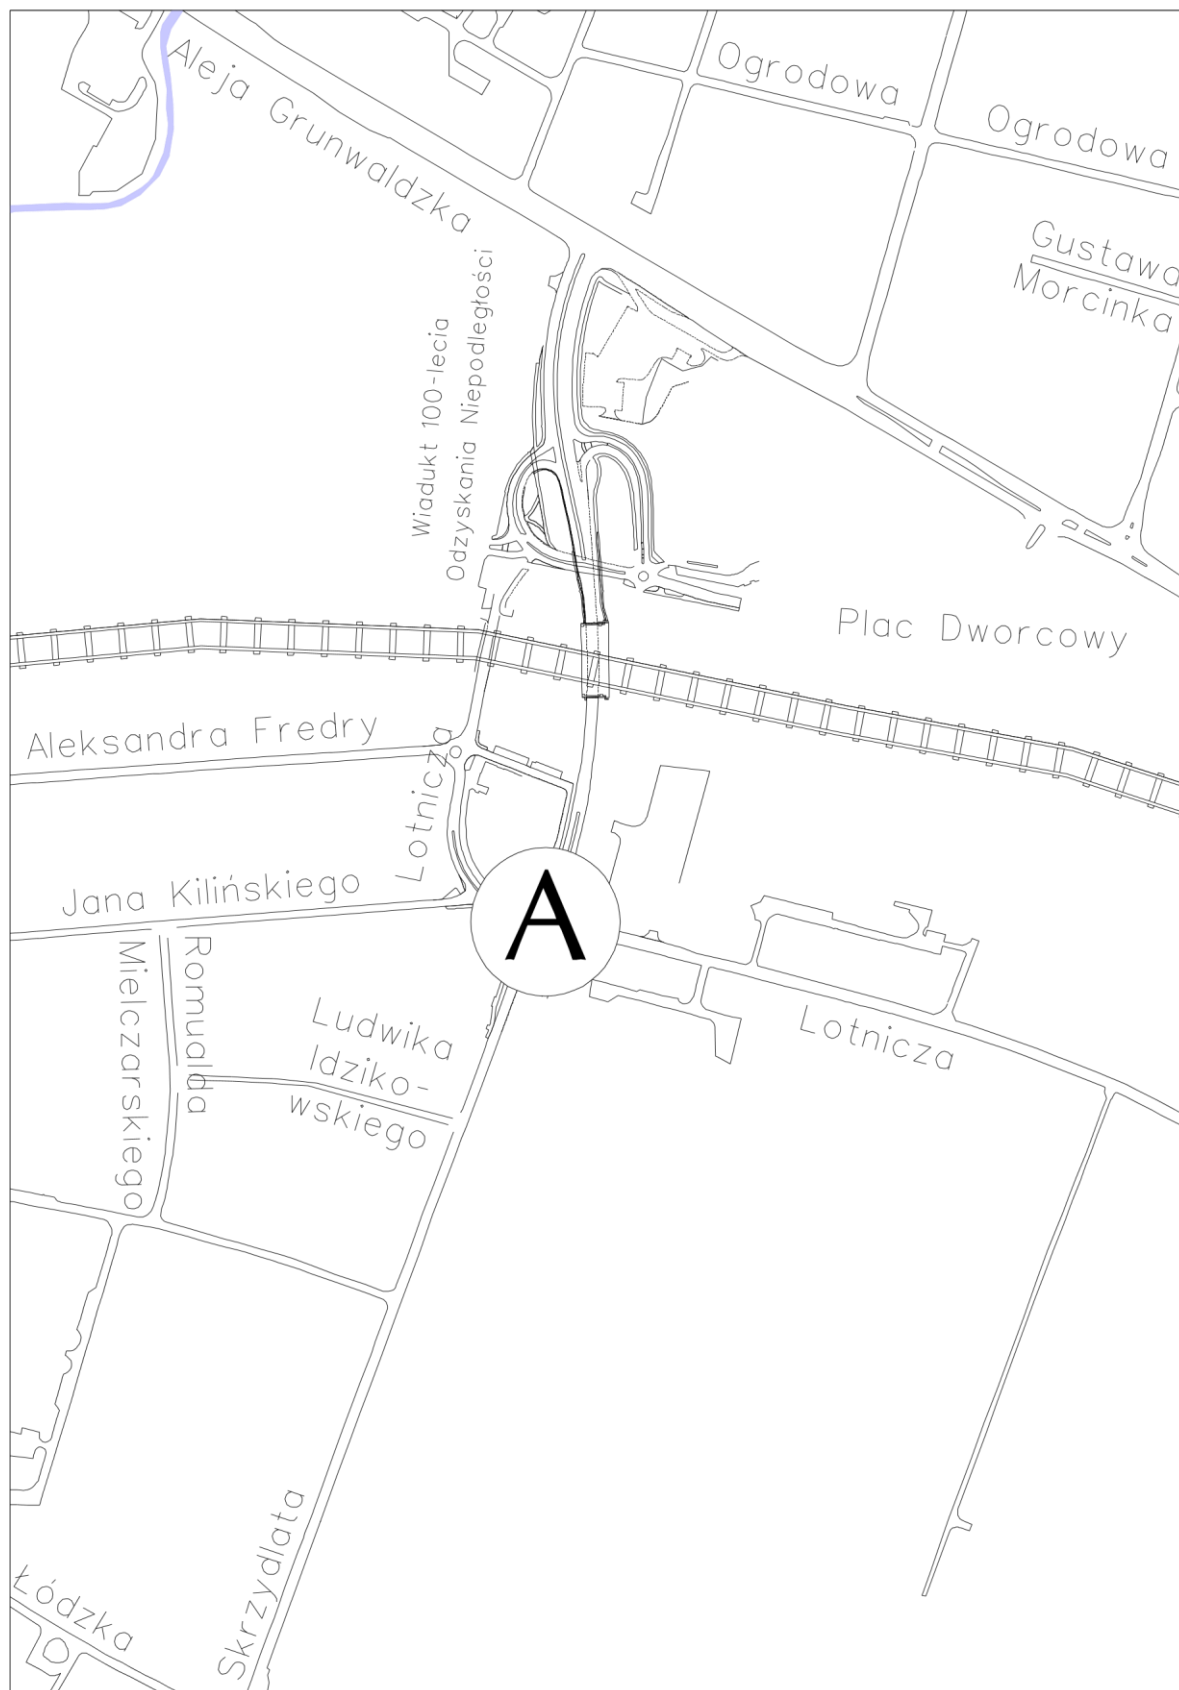 Aleja Grunwaldzka
Ogrodowa
Ogrodowa
Gustawa
Morcinka
Wiadukt 100-lecia
Odzyskania Niepodległości
Plac Dworcowy
Aleksandra Fredry
Lotnicza
Jana Kilińskiego
A
Romualda
Mielczarskiego
Ludwika
Idziko-
wskiego
Lotnicza
Skrzydlata
Łódzka